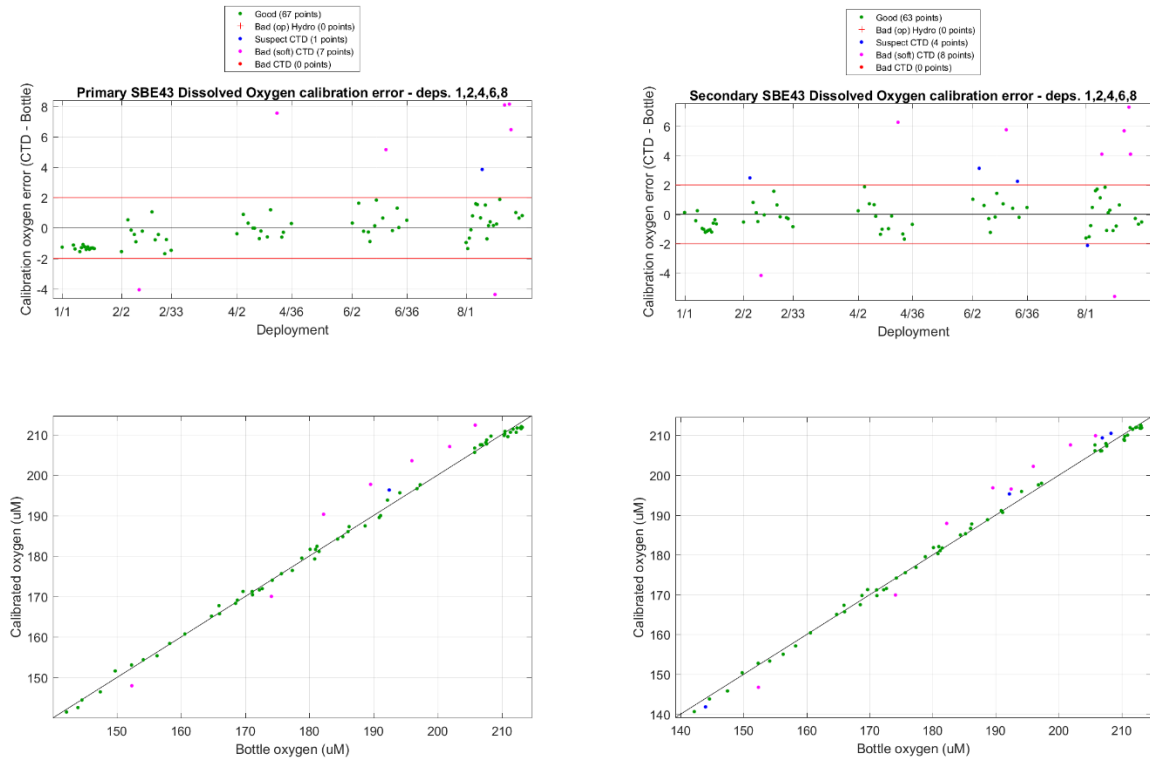 Good (67 points)
Bad (op) Hydro (0 points)
Suspect CTD (1 points)
Bad (soft) CTD (7 points)
Bad CTD (0 points)
Primary SBE43 Dissolved Oxygen calibration error - deps. 1,2,4,6,8
Calibration oxygen error (CTD - Bottle)
8
6
4
2
0
-2
-4
1/1 2/2 2/33 4/2 4/36 6/2 6/36 8/1
Deployment
Good (63 points)
Bad (op) Hydro (0 points)
Suspect CTD (4 points)
Bad (soft) CTD (8 points)
Bad CTD (0 points)
Secondary SBE43 Dissolved Oxygen calibration error - deps. 1,2,4,6,8
Calibration oxygen error (CTD - Bottle)
6
4
2
0
-2
-4
1/1 2/2 2/33 4/2 4/36 6/2 6/36 8/1
Deployment
Calibrated oxygen (uM)
210
200
190
180
170
160
150
150 160 170 180 190 200 210
Bottle oxygen (uM)
Calibrated oxygen (uM)
210
200
190
180
170
160
150
140
140 150 160 170 180 190 200 210
Bottle oxygen (uM)